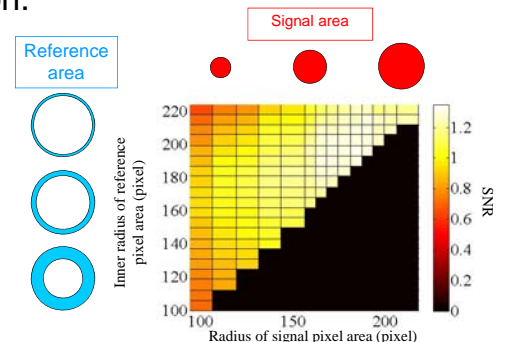 on.
Signal area
Reference
area
Inner radius of reference
pixel area (pixel)
220
200
180
160
140
120
100
100 150 200
Radius of signal pixel area (pixel)
1.2
1
0.8
0.6
0.4
0.2
0
SNR